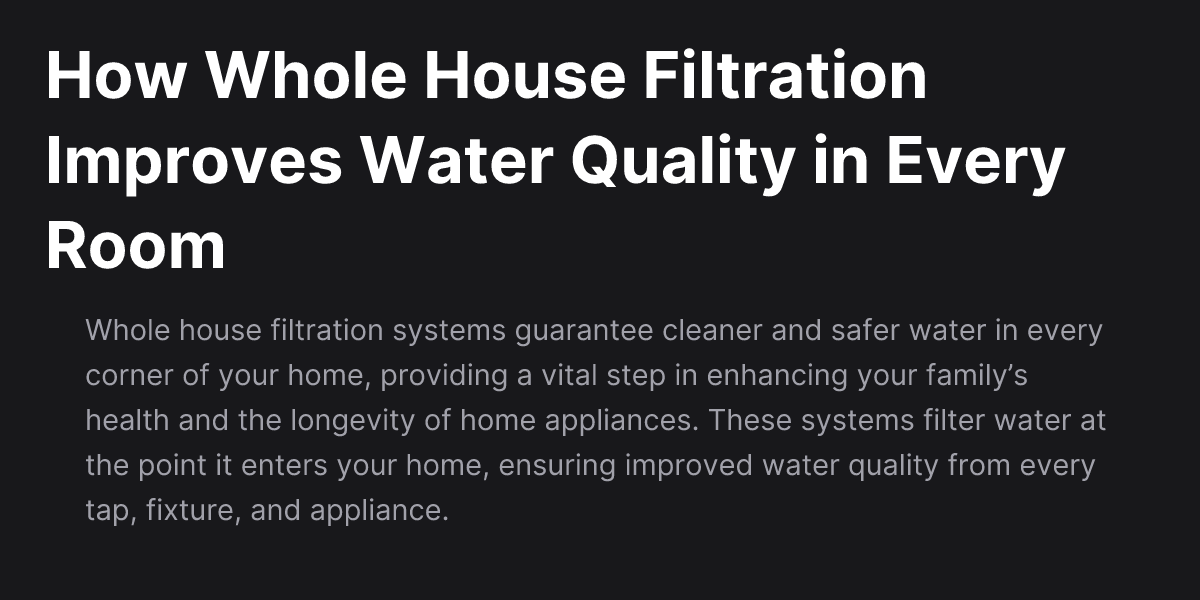 How Whole House Filtration
Improves Water Quality in Every
Room
Whole house filtration systems guarantee cleaner and safer water in every
corner of your home, providing a vital step in enhancing your family’s
health and the longevity of home appliances. These systems filter water at
the point it enters your home, ensuring improved water quality from every
tap, fixture, and appliance.